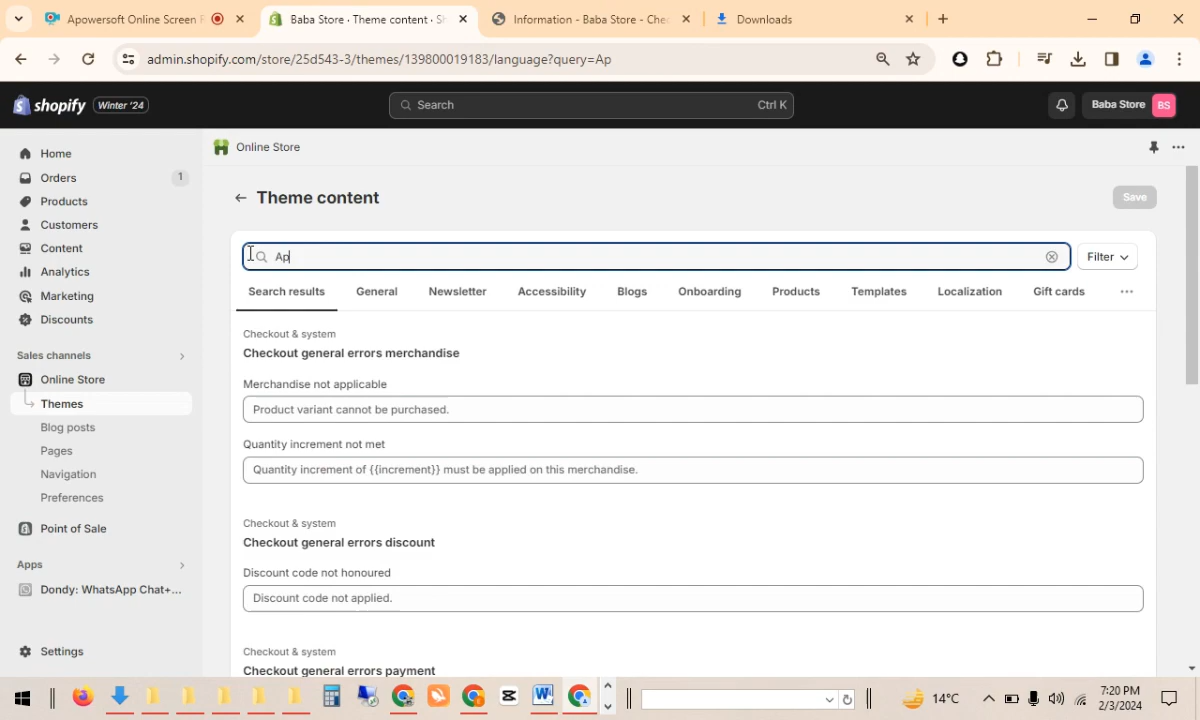 Apowersoft Online Screen R
Baba Store · Theme content · S
Information - Baba Store - Chec
Downloads
admin.shopify.com/store/25d543-3/themes/139800019183/language?query=Ap
shopify
Winter '24
Search
Ctrl K
Baba Store
BS
Home
Orders
1
Products
Customers
Content
Analytics
Marketing
Discounts
Sales channels
Online Store
Themes
Blog posts
Pages
Navigation
Preferences
Point of Sale
Apps
Dondy: WhatsApp Chat+...
Settings
Online Store
Theme content
Save
Ap
Filter
Search results
General
Newsletter
Accessibility
Blogs
Onboarding
Products
Templates
Localization
Gift cards
Checkout & system
Checkout general errors merchandise
Merchandise not applicable
Product variant cannot be purchased.
Quantity increment not met
Quantity increment of {{increment}} must be applied on this merchandise.
Checkout & system
Checkout general errors discount
Discount code not honoured
Discount code not applied.
Checkout & system
Checkout general errors payment
14°C
7:20 PM
2/3/2024